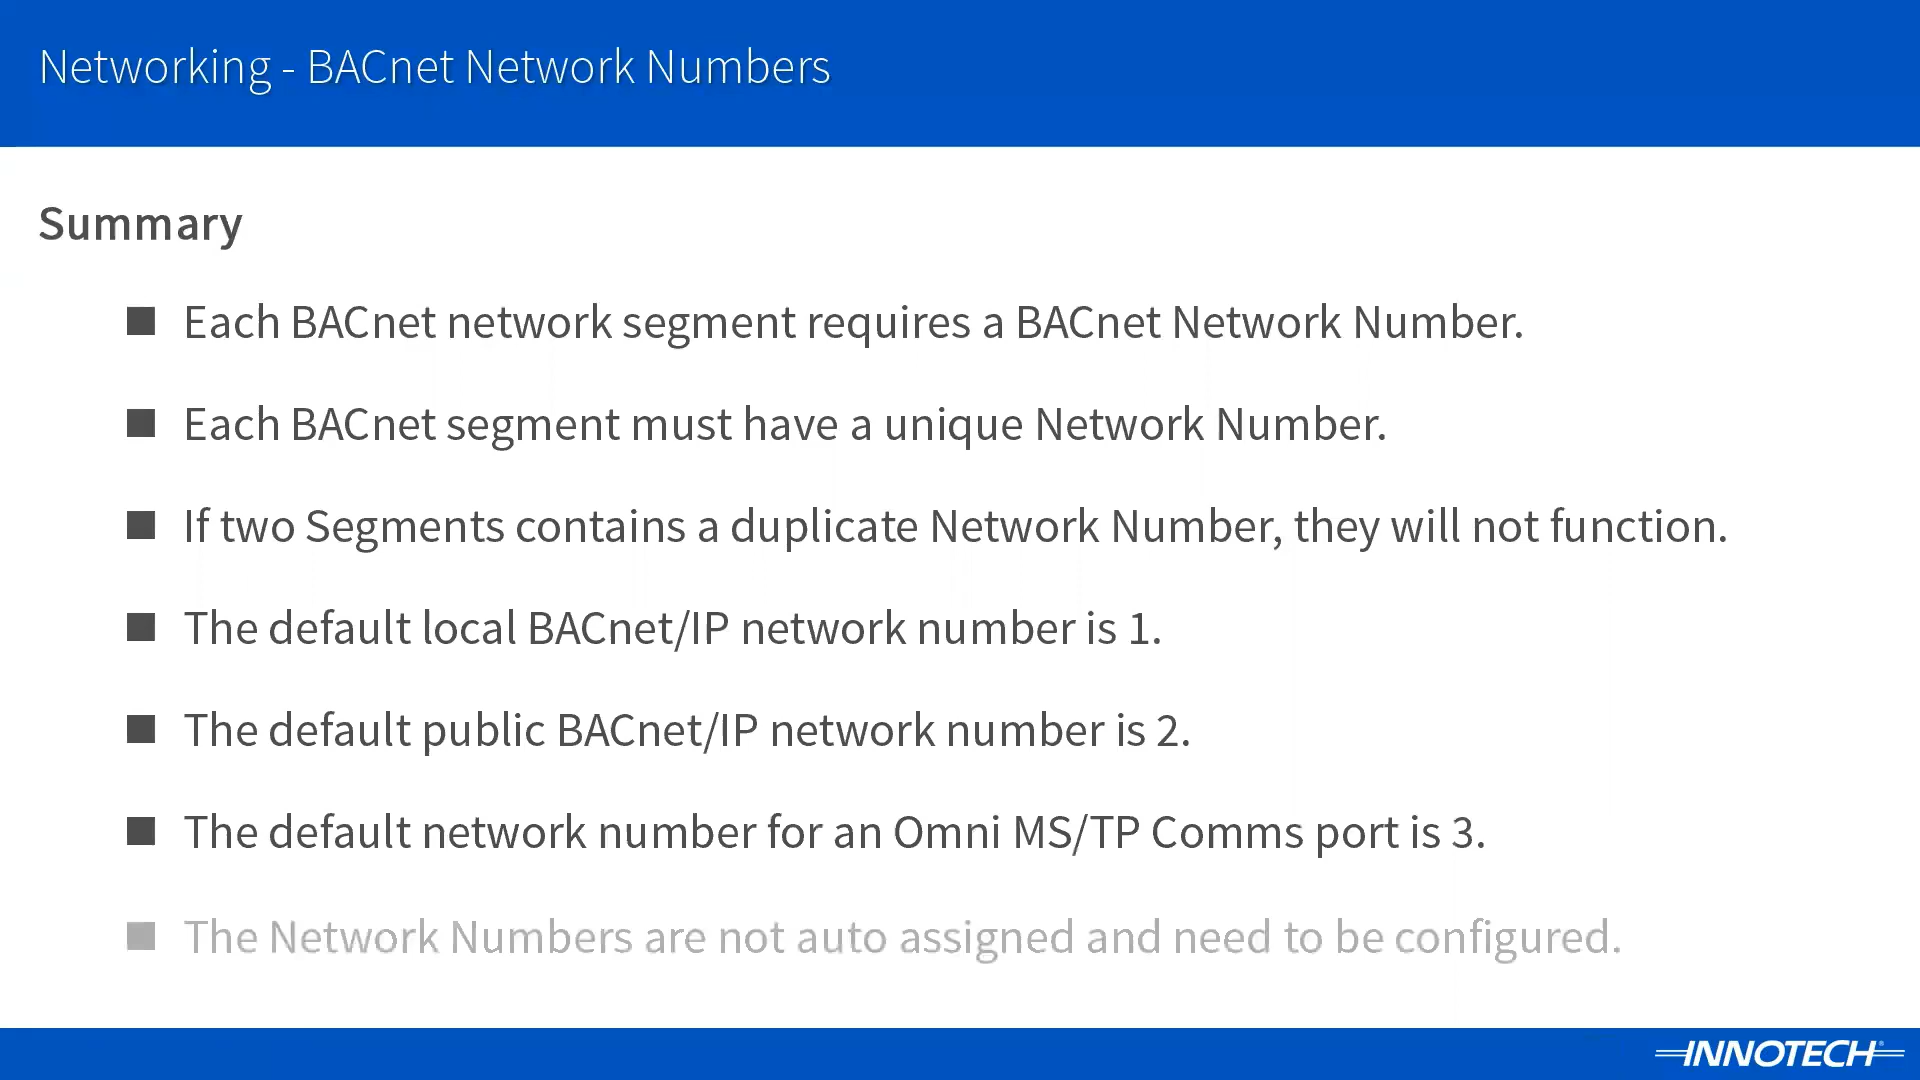 Networking - BACnet Network Numbers
Summary
Each BACnet network segment requires a BACnet Network Number.
Each BACnet segment must have a unique Network Number.
If two Segments contains a duplicate Network Number, they will not function.
The default local BACnet/IP network number is 1.
The default public BACnet/IP network number is 2.
The default network number for an Omni MS/TP Comms port is 3.
The Network Numbers are not auto assigned and need to be configured.
INNOTECH®